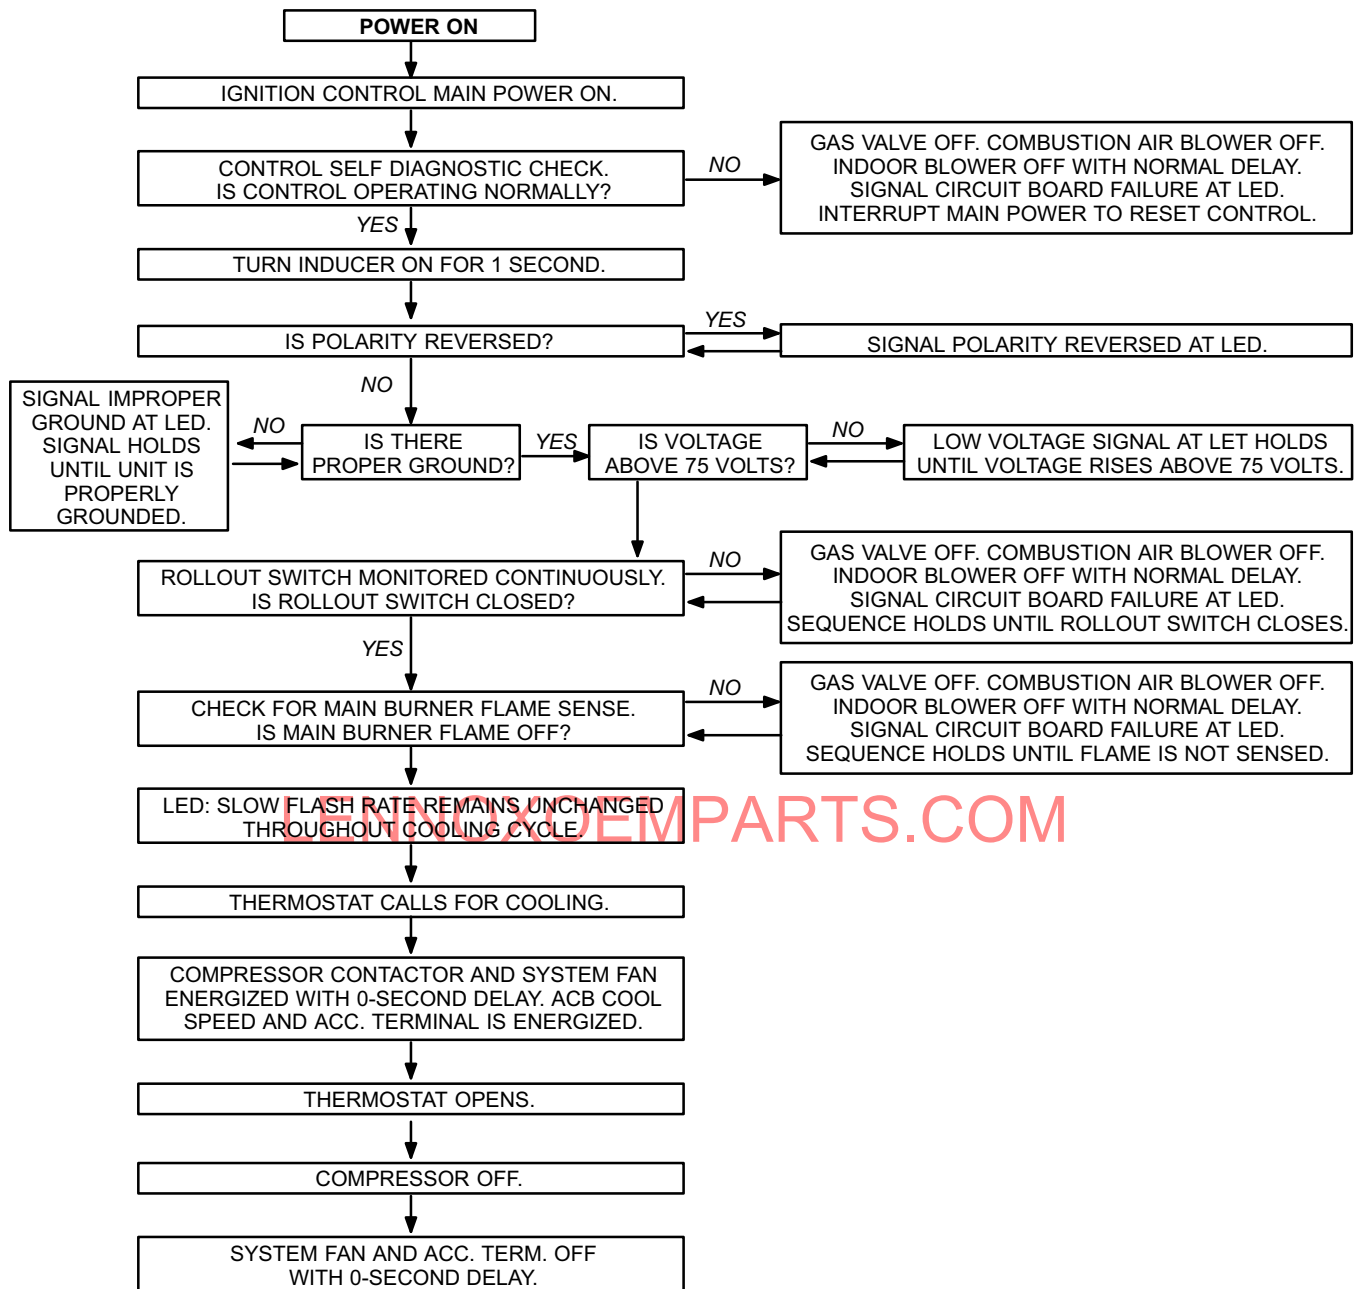 POWER ON
IGNITION CONTROL MAIN POWER ON.
CONTROL SELF DIAGNOSTIC CHECK.
IS CONTROL OPERATING NORMALLY?
NO
GAS VALVE OFF. COMBUSTION AIR BLOWER OFF.
INDOOR BLOWER OFF WITH NORMAL DELAY.
SIGNAL CIRCUIT BOARD FAILURE AT LED.
INTERRUPT MAIN POWER TO RESET CONTROL.
YES
TURN INDUCER ON FOR 1 SECOND.
IS POLARITY REVERSED?
YES
SIGNAL POLARITY REVERSED AT LED.
NO
SIGNAL IMPROPER
GROUND AT LED.
SIGNAL HOLDS
UNTIL UNIT IS
PROPERLY
GROUNDED.
NO
IS THERE
PROPER GROUND?
YES
IS VOLTAGE
ABOVE 75 VOLTS?
NO
LOW VOLTAGE SIGNAL AT LET HOLDS
UNTIL VOLTAGE RISES ABOVE 75 VOLTS.
ROLLOUT SWITCH MONITORED CONTINUOUSLY.
IS ROLLOUT SWITCH CLOSED?
NO
GAS VALVE OFF. COMBUSTION AIR BLOWER OFF.
INDOOR BLOWER OFF WITH NORMAL DELAY.
SIGNAL CIRCUIT BOARD FAILURE AT LED.
SEQUENCE HOLDS UNTIL ROLLOUT SWITCH CLOSES.
YES
CHECK FOR MAIN BURNER FLAME SENSE.
IS MAIN BURNER FLAME OFF?
NO
GAS VALVE OFF. COMBUSTION AIR BLOWER OFF.
INDOOR BLOWER OFF WITH NORMAL DELAY.
SIGNAL CIRCUIT BOARD FAILURE AT LED.
SEQUENCE HOLDS UNTIL FLAME IS NOT SENSED.
LED: SLOW FLASH RATE REMAINS UNCHANGED
THROUGHOUT COOLING CYCLE.
LENNOXOEMPARTS.COM
THERMOSTAT CALLS FOR COOLING.
COMPRESSOR CONTACTOR AND SYSTEM FAN
ENERGIZED WITH 0-SECOND DELAY. ACB COOL
SPEED AND ACC. TERMINAL IS ENERGIZED.
THERMOSTAT OPENS.
COMPRESSOR OFF.
SYSTEM FAN AND ACC. TERM. OFF
WITH 0-SECOND DELAY.